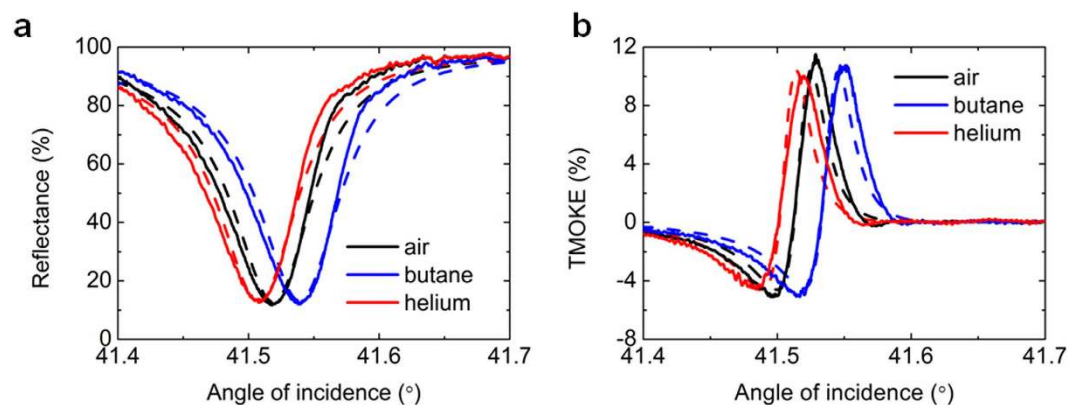 a
100
80
60
40
20
0
Reflectance (%)
air
butane
helium
41.4 41.5 41.6 41.7
Angle of incidence (°)
b
12
8
4
0
-4
-8
TMOKE (%)
air
butane
helium
41.4 41.5 41.6 41.7
Angle of incidence (°)